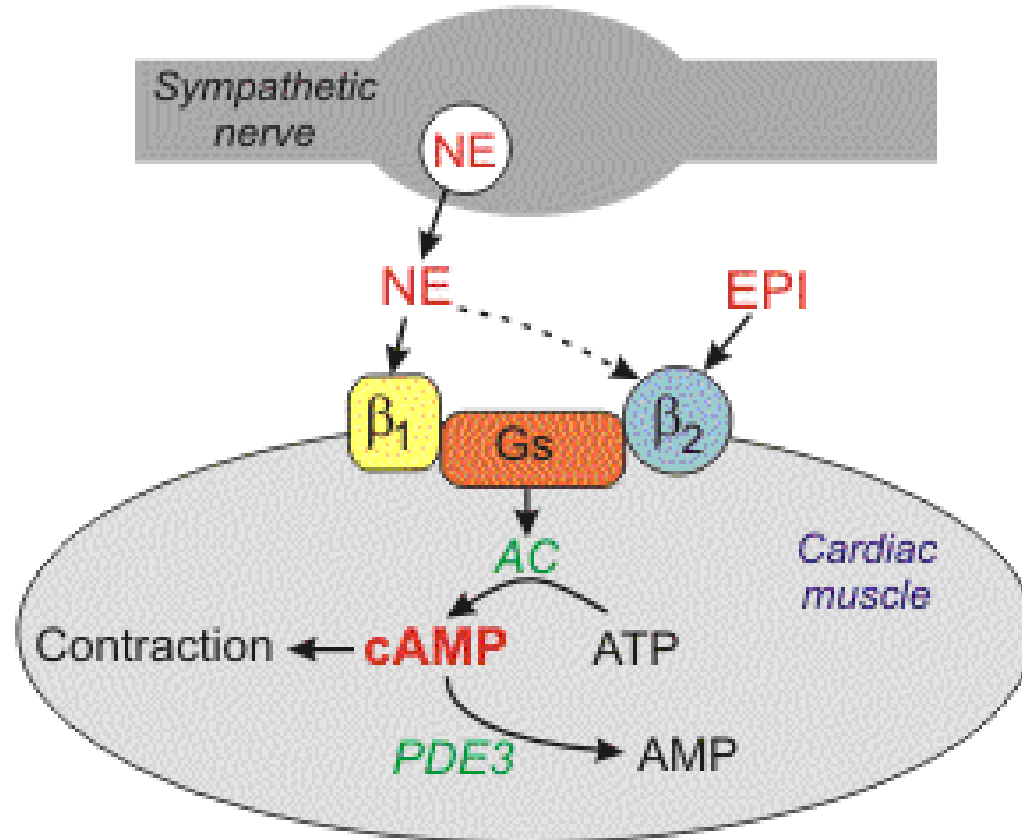 Sympathetic
nerve
NE
NE
EPI
β₁
Gs
β₂
AC
Cardiac
muscle
Contraction
cAMP
ATP
PDE3
AMP